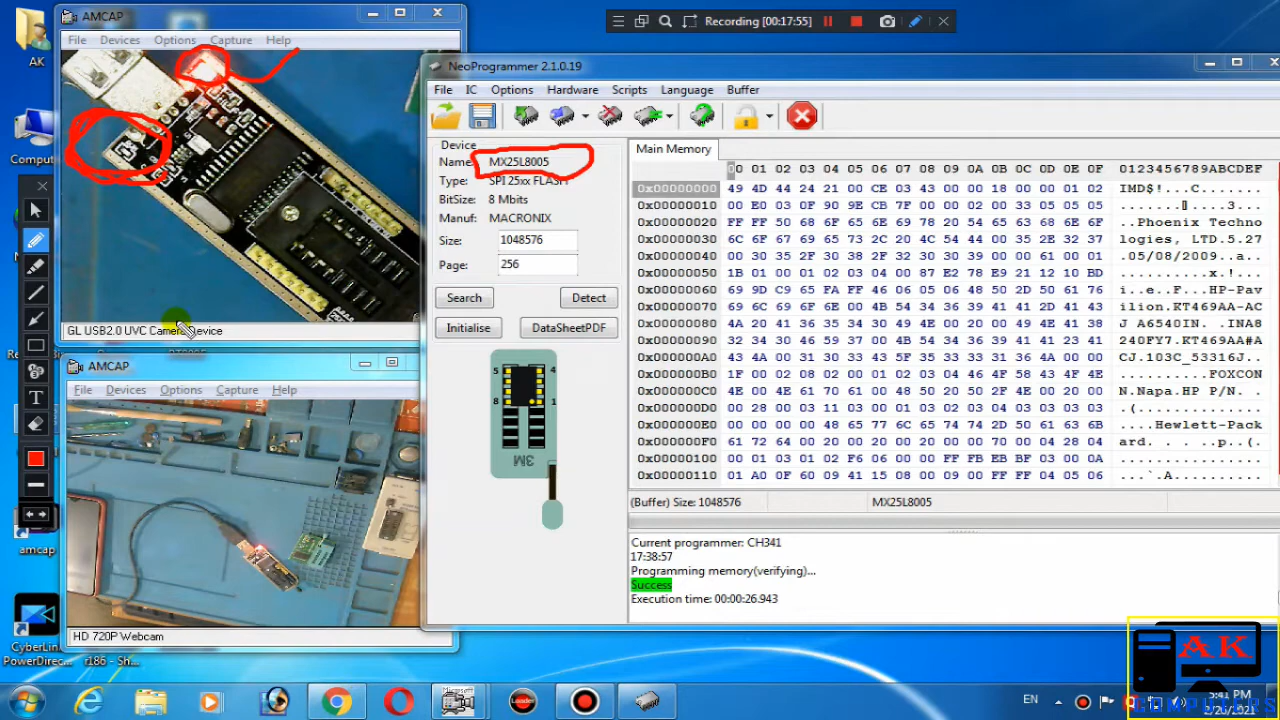 AMCAP
File Devices Options Capture Help
GL USB2.0 UVC Camera Device
AMCAP
File Devices Options Capture Help
HD 720P Webcam
AK
Recording [00:17:55]
NeoProgrammer 2.1.0.19
File IC Options Hardware Scripts Language Buffer
Device
Name: MX25L8005
Type: SPI 25xx FLASH
BitSize: 8 Mbits
Manuf: MACRONIX
Size: 1048576
Page: 256
Search Detect
Initialise DataSheetPDF
5 4
8 1
3M
Main Memory
00 01 02 03 04 05 06 07 08 09 0A 0B 0C 0D 0E 0F 0123456789ABCDEF
0x00000000 49 4D 44 24 21 00 CE 03 43 00 00 18 00 00 01 02 IMD$!...C.......
0x00000010 00 E0 03 0F 90 9E CB 7F 00 00 02 00 33 05 05 05
0x00000020 FF FF 50 68 6F 65 6E 69 78 20 54 65 63 68 6E 6F ..Phoenix Techno
0x00000030 6C 6F 67 69 65 73 2C 20 4C 54 44 00 35 2E 32 37 logies, LTD.5.27
0x00000040 00 30 35 2F 30 38 2F 32 30 30 39 00 00 61 00 01 .05/08/2009..a..
0x00000050 1B 01 00 01 02 03 04 00 87 E2 78 E9 21 12 10 BD ..........x.!...
0x00000060 69 9D C9 65 FA FF 46 06 05 06 48 50 2D 50 61 76 i..e..F...HP-Pav
0x00000070 69 6C 69 6F 6E 00 4B 54 34 36 39 41 41 2D 41 43 ilion.KT469AA-AC
0x00000080 4A 20 41 36 35 34 30 49 4E 00 20 00 49 4E 41 38 J A6540IN. .INA8
0x00000090 32 34 30 46 59 37 00 4B 54 34 36 39 41 41 23 41 240FY7.KT469AA#A
0x000000A0 43 4A 00 31 30 33 43 5F 35 33 33 31 36 4A 00 00 CJ.103C_53316J..
0x000000B0 1F 00 02 08 02 00 01 00 02 03 04 46 4F 58 43 4F 4E ...........FOXCON
0x000000C0 4E 00 4E 61 70 61 00 48 50 20 50 2F 4E 00 20 00 N.Napa.HP P/N. .
0x000000D0 00 28 00 03 11 03 00 01 03 02 03 04 03 03 03 03 .(..............
0x000000E0 00 00 00 00 00 48 65 77 6C 65 74 74 2D 50 61 63 6B .....Hewlett-Pack
0x000000F0 61 72 64 00 20 00 20 00 20 00 00 70 00 04 28 04 ard. . . ..p..(.
0x00000100 00 01 03 01 02 F6 06 00 00 FF FB EB BF 03 00 0A ................
0x00000110 01 A0 0F 60 09 41 15 08 00 09 00 FF FF 04 05 06 ...`.A..........
(Buffer) Size: 1048576 MX25L8005
Current programmer: CH341
17:38:57
Programming memory(verifying)...
Success
Execution time: 00:00:26.943
amcap
CyberLink
PowerDirec...
r186 - Sh...
AK
COMPUTERS
EN
5:41 PM
2/26/2021
Loader